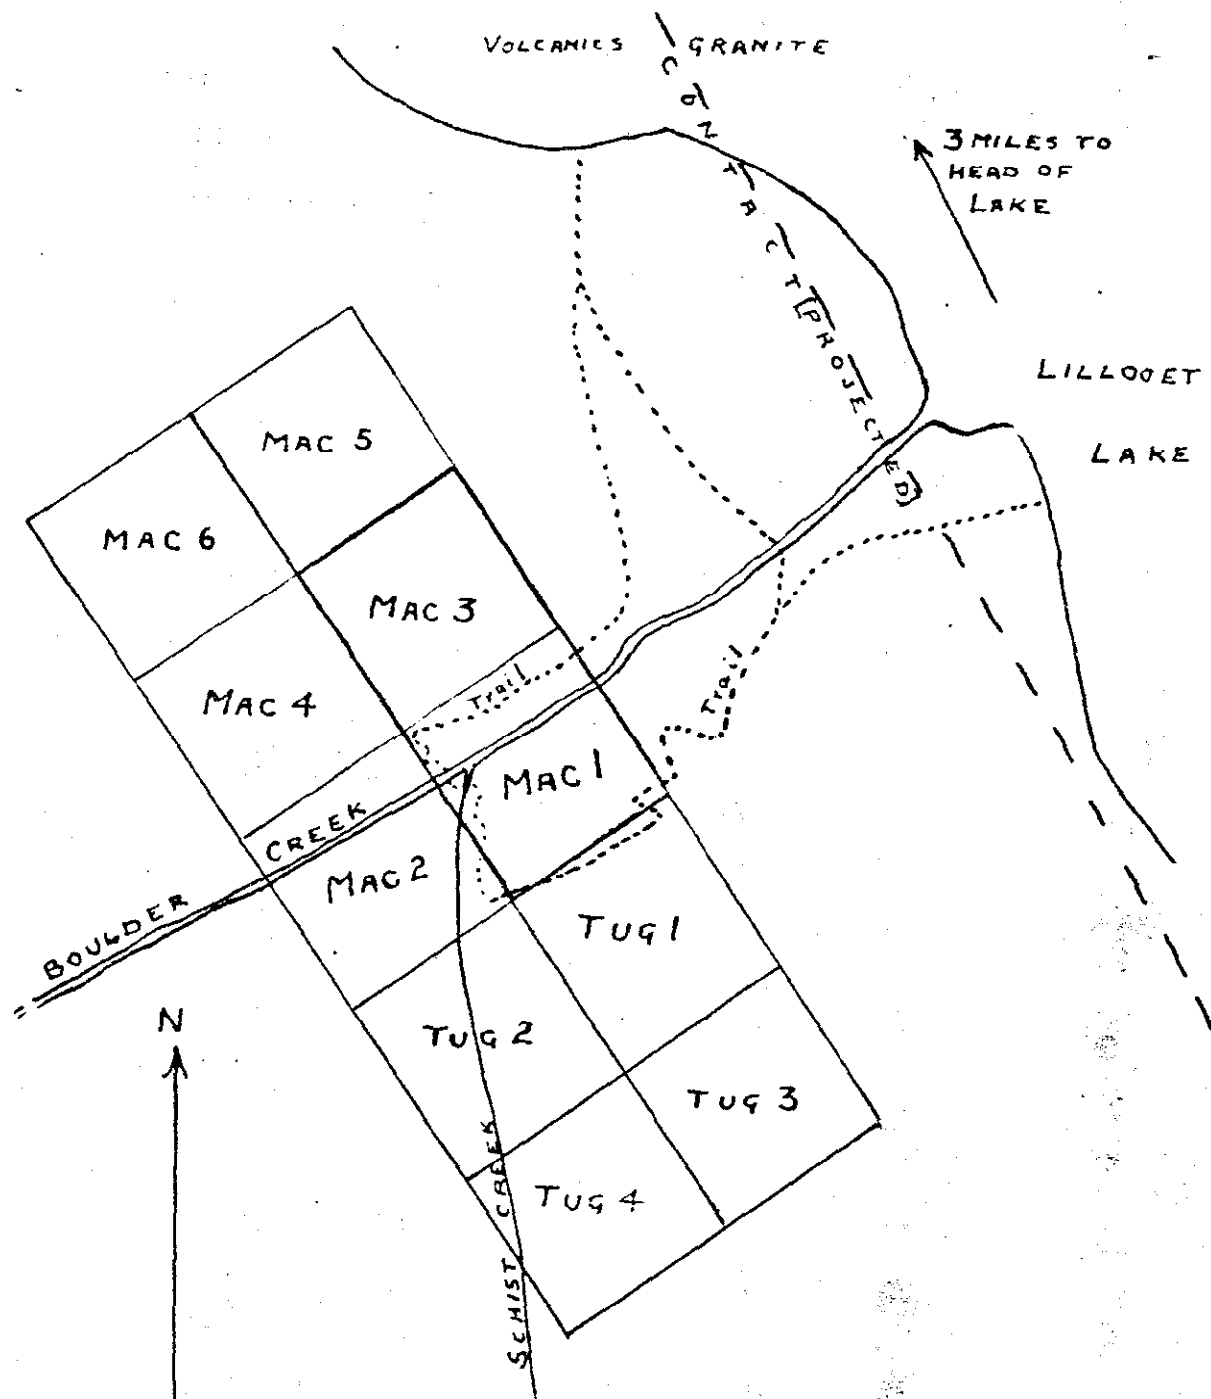 VOLCANICS GRANITE
CONTACT (PROJECTED)
3 MILES TO
HEAD OF
LAKE
LILLOOET
LAKE
MAC 5
MAC 6
MAC 3
MAC 4
Trail
Trail
MAC 1
BOULDER CREEK
MAC 2
TUG 1
N
TUG 2
TUG 3
TUG 4
SCHIST CREEK